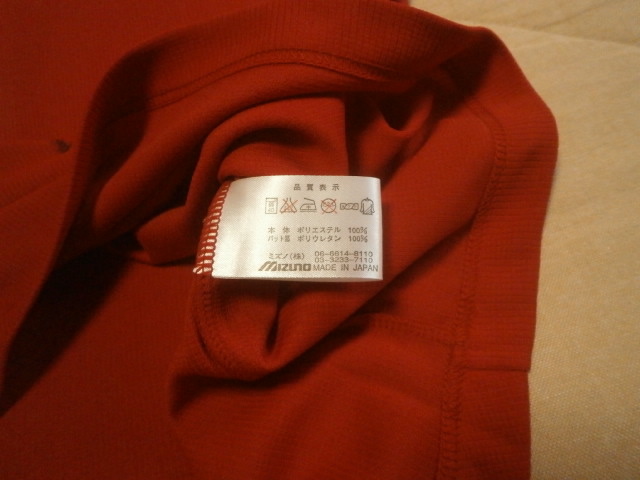 品質表示
本体 ポリエステル 100%
パット部 ポリウレタン 100%
ミズノ(株) 06-6614-8110
03-3233-7110
MIZUNO MADE IN JAPAN